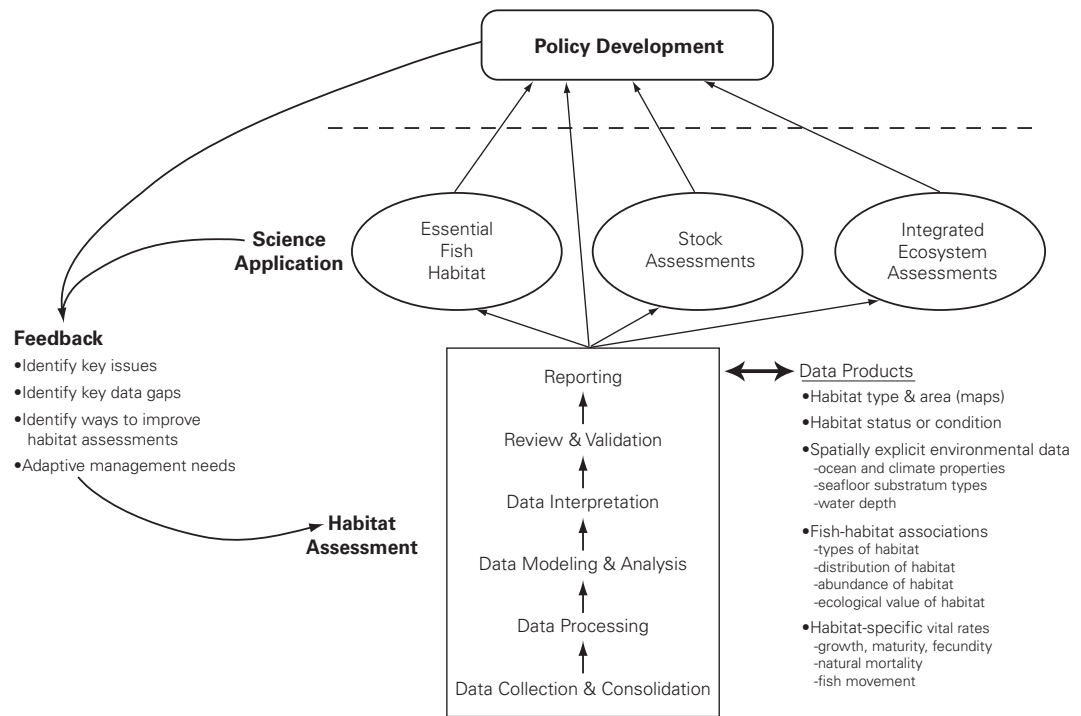 Policy Development
Science
Application
Essential
Fish
Habitat
Stock
Assessments
Integrated
Ecosystem
Assessments
Feedback
•Identify key issues
•Identify key data gaps
•Identify ways to improve
habitat assessments
•Adaptive management needs
Habitat
Assessment
Reporting
Review & Validation
Data Interpretation
Data Modeling & Analysis
Data Processing
Data Collection & Consolidation
Data Products
•Habitat type & area (maps)
•Habitat status or condition
•Spatially explicit environmental data
-ocean and climate properties
-seafloor substratum types
-water depth
•Fish-habitat associations
-types of habitat
-distribution of habitat
-abundance of habitat
-ecological value of habitat
•Habitat-specific vital rates
-growth, maturity, fecundity
-natural mortality
-fish movement